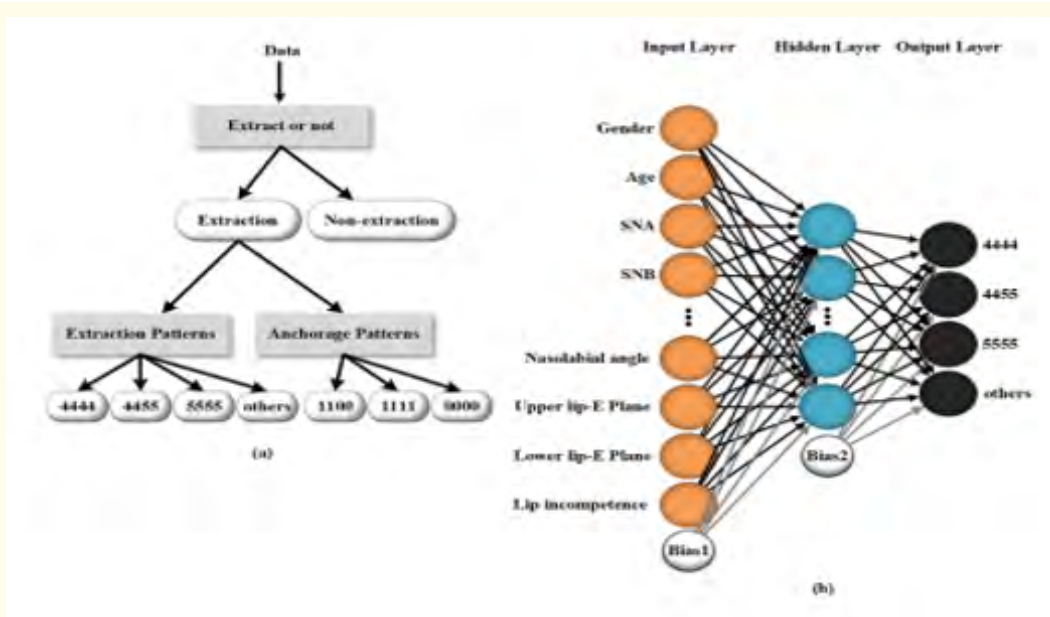 Data
Extract or not
Extraction
Non-extraction
Extraction Patterns
Anchorage Patterns
4444
4455
5555
others
1100
1111
0000
(a)
Input Layer
Hidden Layer
Output Layer
Gender
Age
SNA
SNB
Nasolabial angle
Upper lip-E Plane
Lower lip-E Plane
Lip incompetence
Bias1
Bias2
4444
4455
5555
others
(b)